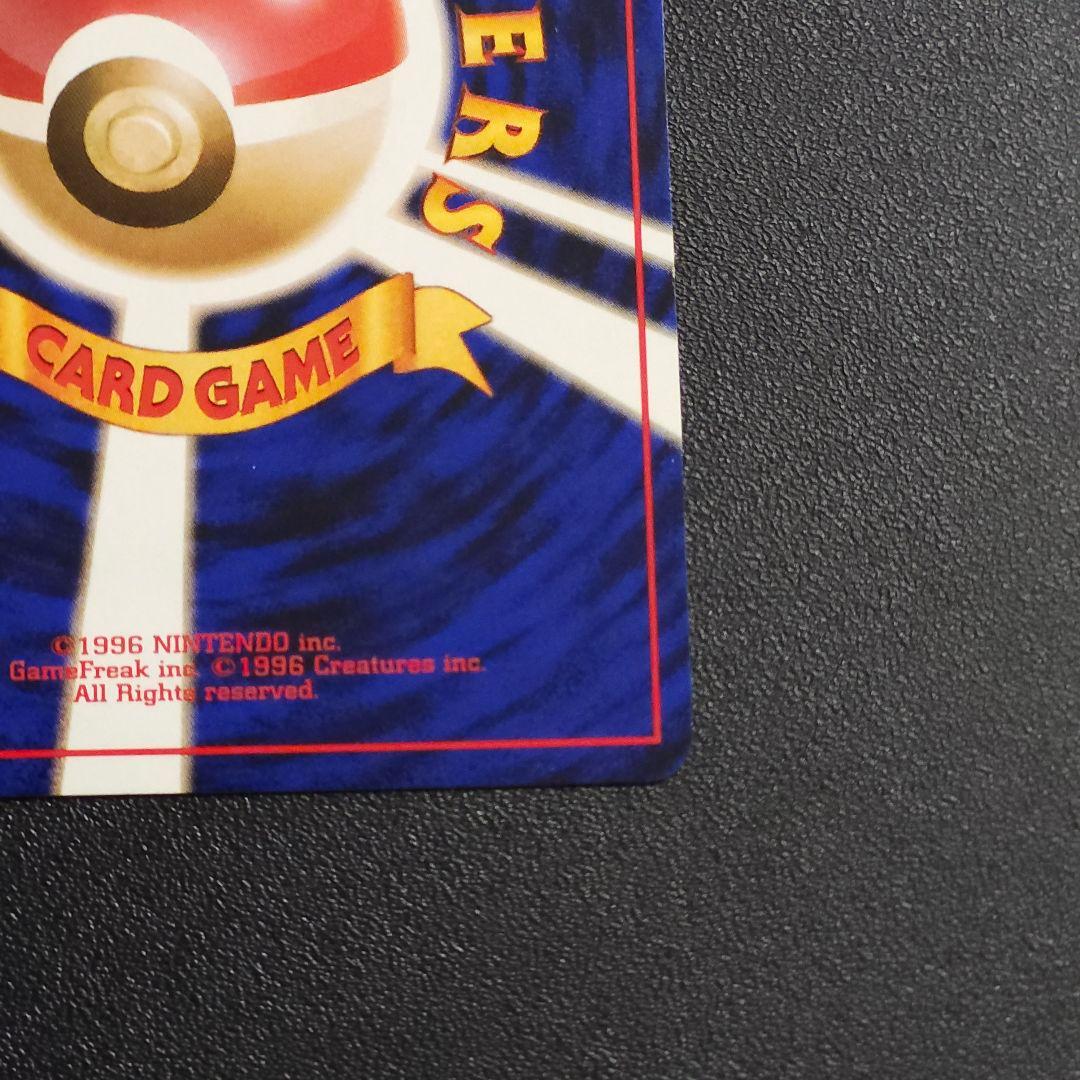 ERS
CARD GAME
©1996 NINTENDO inc.
GameFreak inc. ©1996 Creatures inc.
All Rights reserved.